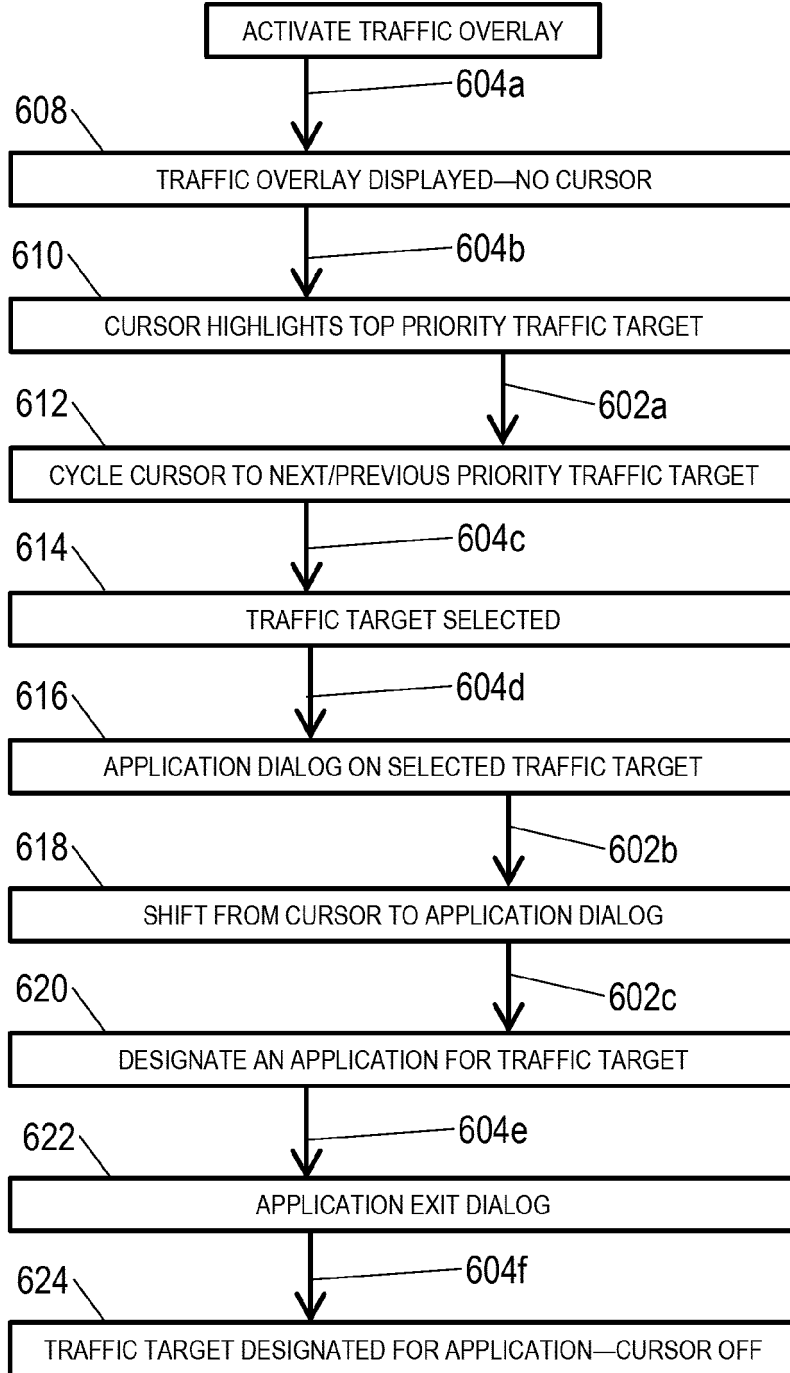 ACTIVATE TRAFFIC OVERLAY
604a
608
TRAFFIC OVERLAY DISPLAYED—NO CURSOR
604b
610
CURSOR HIGHLIGHTS TOP PRIORITY TRAFFIC TARGET
602a
612
CYCLE CURSOR TO NEXT/PREVIOUS PRIORITY TRAFFIC TARGET
604c
614
TRAFFIC TARGET SELECTED
604d
616
APPLICATION DIALOG ON SELECTED TRAFFIC TARGET
602b
618
SHIFT FROM CURSOR TO APPLICATION DIALOG
602c
620
DESIGNATE AN APPLICATION FOR TRAFFIC TARGET
604e
622
APPLICATION EXIT DIALOG
604f
624
TRAFFIC TARGET DESIGNATED FOR APPLICATION—CURSOR OFF